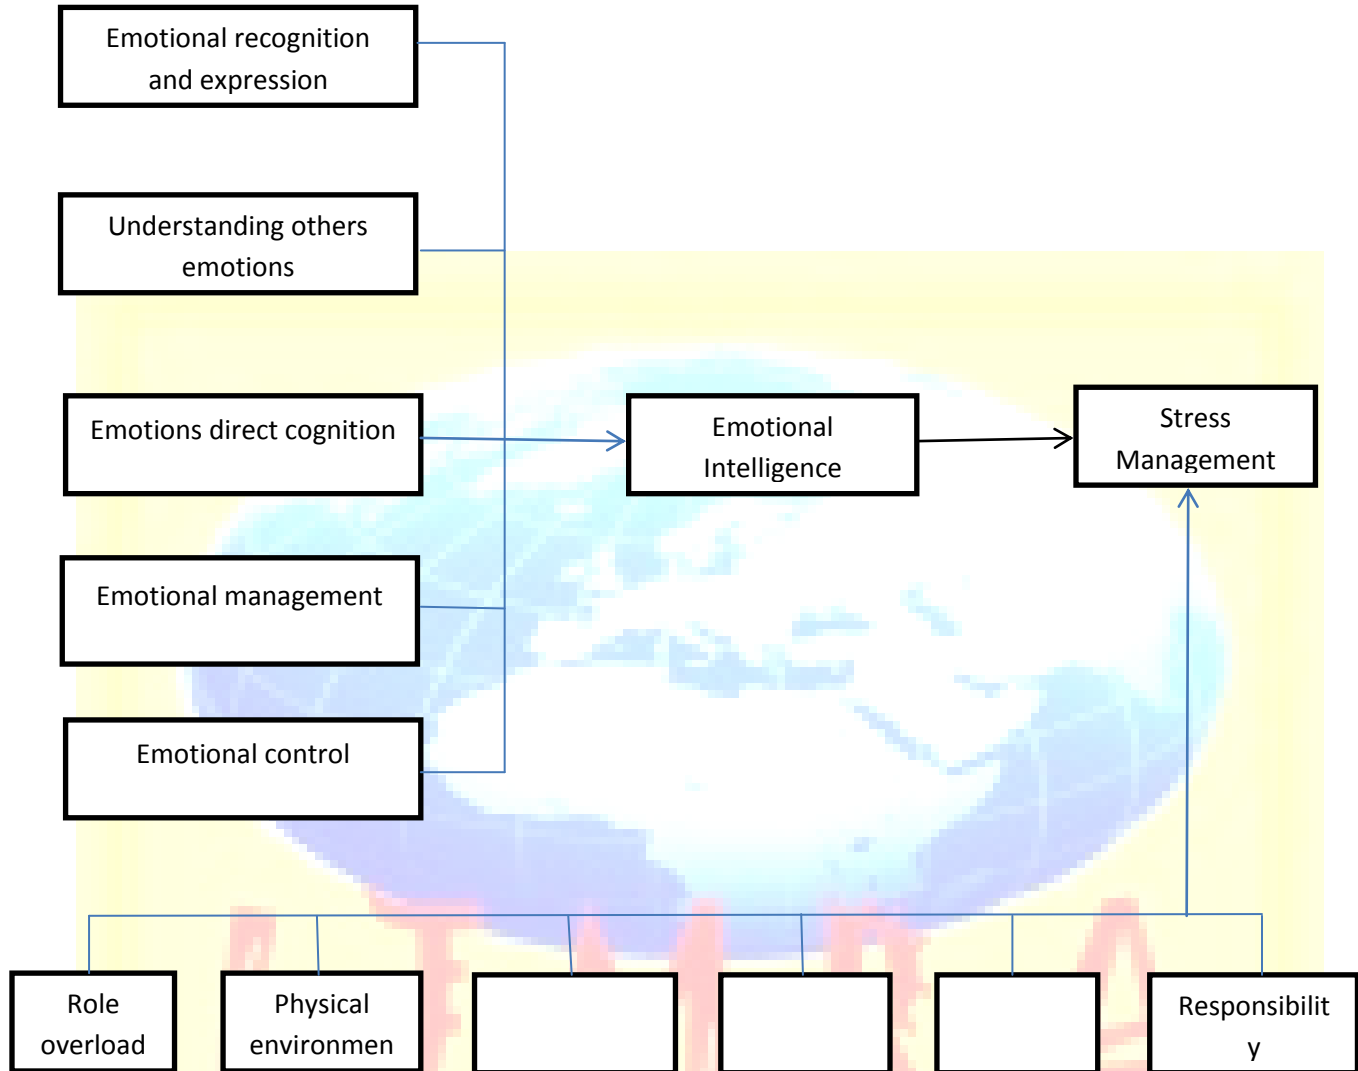 Emotional recognition
and expression
Understanding others
emotions
Emotions direct cognition
Emotional
Intelligence
Stress
Management
Emotional management
Emotional control
Role
overload
Physical
environmen
Responsibilit
y